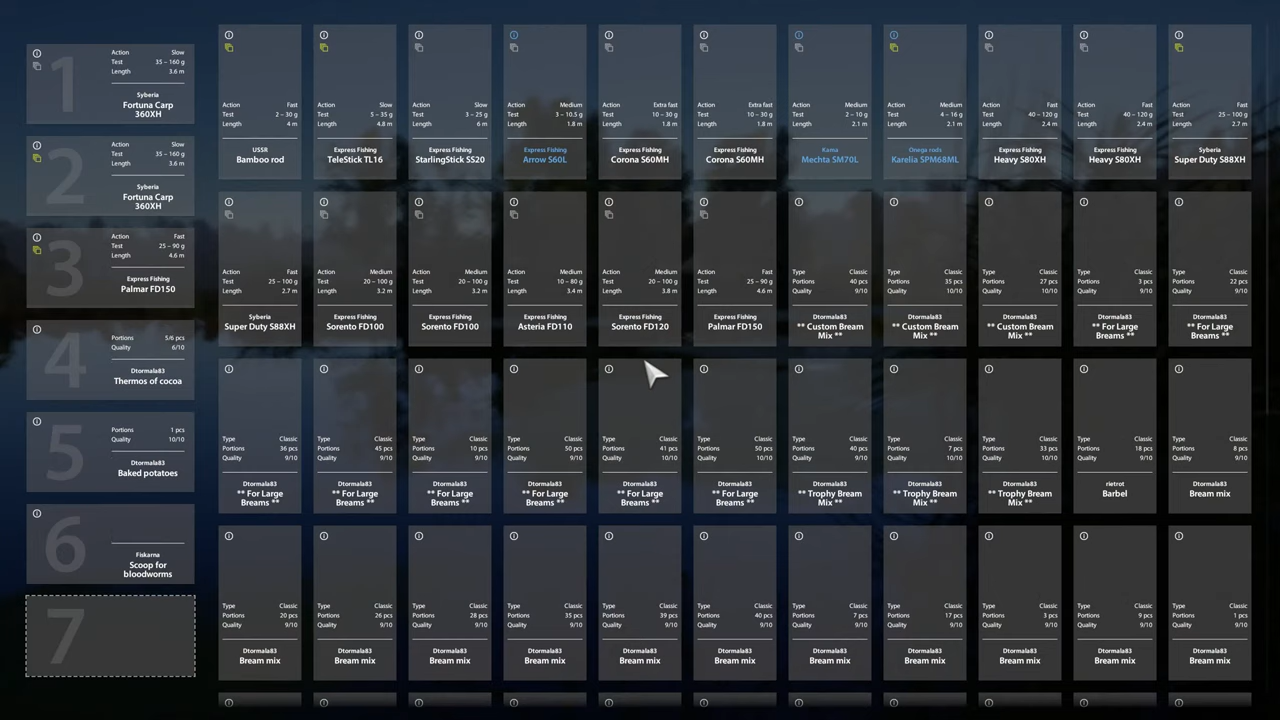 1
Action Slow
Test 35 – 160 g
Length 3.6 m
Syberia
Fortuna Carp
360XH
2
Action Slow
Test 35 – 160 g
Length 3.6 m
Syberia
Fortuna Carp
360XH
3
Action Fast
Test 25 – 90 g
Length 4.6 m
Express Fishing
Palmar FD150
4
Portions 5/6 pcs
Quality 6/10
Dtormala83
Thermos of cocoa
5
Portions 1 pcs
Quality 10/10
Dtormala83
Baked potatoes
6
Fiskarna
Scoop for
bloodworms
7
Action Fast
Test 2 – 30 g
Length 4 m
USSR
Bamboo rod
Action Slow
Test 5 – 35 g
Length 4.8 m
Express Fishing
TeleStick TL16
Action Slow
Test 3 – 25 g
Length 6 m
Express Fishing
StarlingStick SS20
Action Medium
Test 3 – 10.5 g
Length 1.8 m
Express Fishing
Arrow S60L
Action Extra fast
Test 10 – 30 g
Length 1.8 m
Express Fishing
Corona S60MH
Action Extra fast
Test 10 – 30 g
Length 1.8 m
Express Fishing
Corona S60MH
Action Medium
Test 2 – 10 g
Length 2.1 m
Kama
Mechta SM70L
Action Medium
Test 4 – 16 g
Length 2.1 m
Onega rods
Karelia SPM68ML
Action Fast
Test 40 – 120 g
Length 2.4 m
Express Fishing
Heavy S80XH
Action Fast
Test 40 – 120 g
Length 2.4 m
Express Fishing
Heavy S80XH
Action Fast
Test 25 – 100 g
Length 2.7 m
Syberia
Super Duty S88XH
Action Fast
Test 25 – 100 g
Length 2.7 m
Syberia
Super Duty S88XH
Action Medium
Test 20 – 100 g
Length 3.2 m
Express Fishing
Sorento FD100
Action Medium
Test 20 – 100 g
Length 3.2 m
Express Fishing
Sorento FD100
Action Medium
Test 10 – 80 g
Length 3.4 m
Express Fishing
Asteria FD110
Action Medium
Test 20 – 100 g
Length 3.8 m
Express Fishing
Sorento FD120
Action Fast
Test 25 – 90 g
Length 4.6 m
Express Fishing
Palmar FD150
Type Classic
Portions 40 pcs
Quality 10/10
Dtormala83
** Custom Bream
Mix **
Type Classic
Portions 35 pcs
Quality 10/10
Dtormala83
** Custom Bream
Mix **
Type Classic
Portions 27 pcs
Quality 10/10
Dtormala83
** Custom Bream
Mix **
Type Classic
Portions 3 pcs
Quality 9/10
Dtormala83
** For Large
Breams **
Type Classic
Portions 22 pcs
Quality 9/10
Dtormala83
** For Large
Breams **
Type Classic
Portions 36 pcs
Quality 9/10
Dtormala83
** For Large
Breams **
Type Classic
Portions 45 pcs
Quality 9/10
Dtormala83
** For Large
Breams **
Type Classic
Portions 10 pcs
Quality 9/10
Dtormala83
** For Large
Breams **
Type Classic
Portions 50 pcs
Quality 9/10
Dtormala83
** For Large
Breams **
Type Classic
Portions 41 pcs
Quality 10/10
Dtormala83
** For Large
Breams **
Type Classic
Portions 50 pcs
Quality 10/10
Dtormala83
** For Large
Breams **
Type Classic
Portions 40 pcs
Quality 9/10
Dtormala83
** Trophy Bream
Mix **
Type Classic
Portions 7 pcs
Quality 10/10
Dtormala83
** Trophy Bream
Mix **
Type Classic
Portions 33 pcs
Quality 10/10
Dtormala83
** Trophy Bream
Mix **
Type Classic
Portions 18 pcs
Quality 9/10
rietrot
Barbel
Type Classic
Portions 8 pcs
Quality 9/10
Dtormala83
Bream mix
Type Classic
Portions 20 pcs
Quality 9/10
Dtormala83
Bream mix
Type Classic
Portions 26 pcs
Quality 9/10
Dtormala83
Bream mix
Type Classic
Portions 28 pcs
Quality 9/10
Dtormala83
Bream mix
Type Classic
Portions 35 pcs
Quality 9/10
Dtormala83
Bream mix
Type Classic
Portions 39 pcs
Quality 9/10
Dtormala83
Bream mix
Type Classic
Portions 40 pcs
Quality 9/10
Dtormala83
Bream mix
Type Classic
Portions 7 pcs
Quality 9/10
Dtormala83
Bream mix
Type Classic
Portions 17 pcs
Quality 9/10
Dtormala83
Bream mix
Type Classic
Portions 3 pcs
Quality 9/10
Dtormala83
Bream mix
Type Classic
Portions 9 pcs
Quality 9/10
Dtormala83
Bream mix
Type Classic
Portions 1 pcs
Quality 9/10
Dtormala83
Bream mix